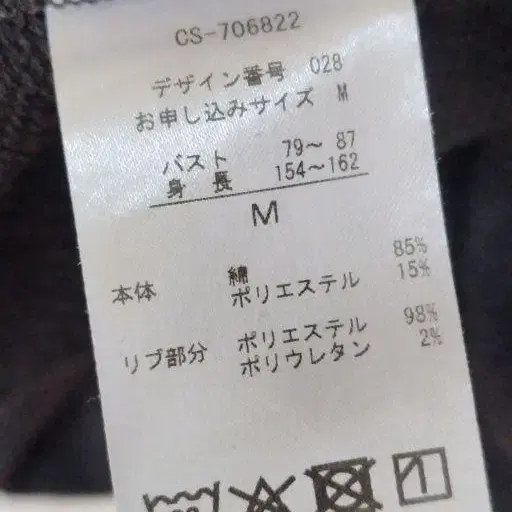 CS-706822
デザイン番号 028
お申し込みサイズ M
バスト 79～ 87
身 長 154～162
M
本体 綿 85%
ポリエステル 15%
リブ部分 ポリエステル 98%
ポリウレタン 2%